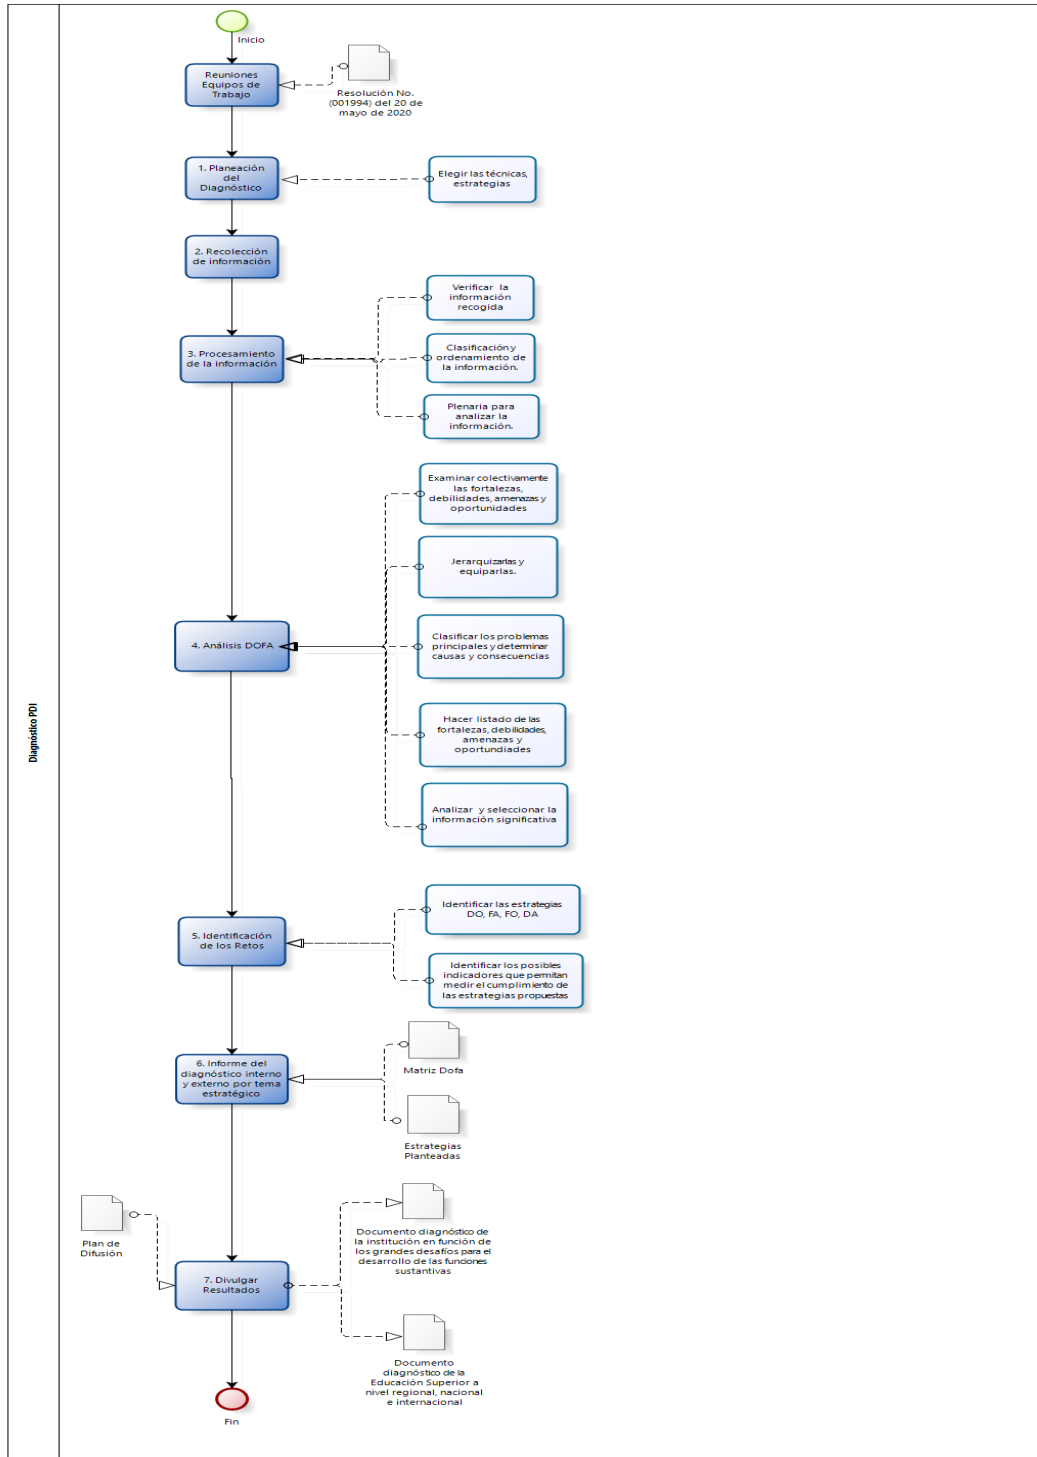 Inicio
Reuniones
Equipos de
Trabajo
Resolución No.
(001994) del 20 de
mayo de 2020
1. Planeación
del
Diagnóstico
Elegir las técnicas,
estrategias
2. Recolección
de información
Verificar la
información
recogida
3. Procesamiento
de la información
Clasificación y
ordenamiento de
la información.
Plenaria para
analizar la
información.
Examinar colectivamente
las fortalezas,
debilidades, amenazas y
oportunidades
Jerarquizarlas y
equiparlas.
4. Análisis DOFA
Clasificar los problemas
principales y determinar
causas y consecuencias
Hacer listado de las
fortalezas, debilidades,
amenazas y
oportundiades
Analizar y seleccionar la
información significativa
Diagnóstico PDI
5. Identificación
de los Retos
Identificar las estrategias
DO, FA, FO, DA
Identificar los posibles
indicadores que permitan
medir el cumplimiento de
las estrategias propuestas
6. Informe del
diagnóstico interno
y externo por tema
estratégico
Matriz Dofa
Estrategias
Planteadas
Plan de
Difusión
7. Divulgar
Resultados
Documento diagnóstico de
la institución en función de
los grandes desafíos para el
desarrollo de las funciones
sustantivas
Documento
diagnóstico de la
Educación Superior a
nivel regional, nacional
e internacional
Fin